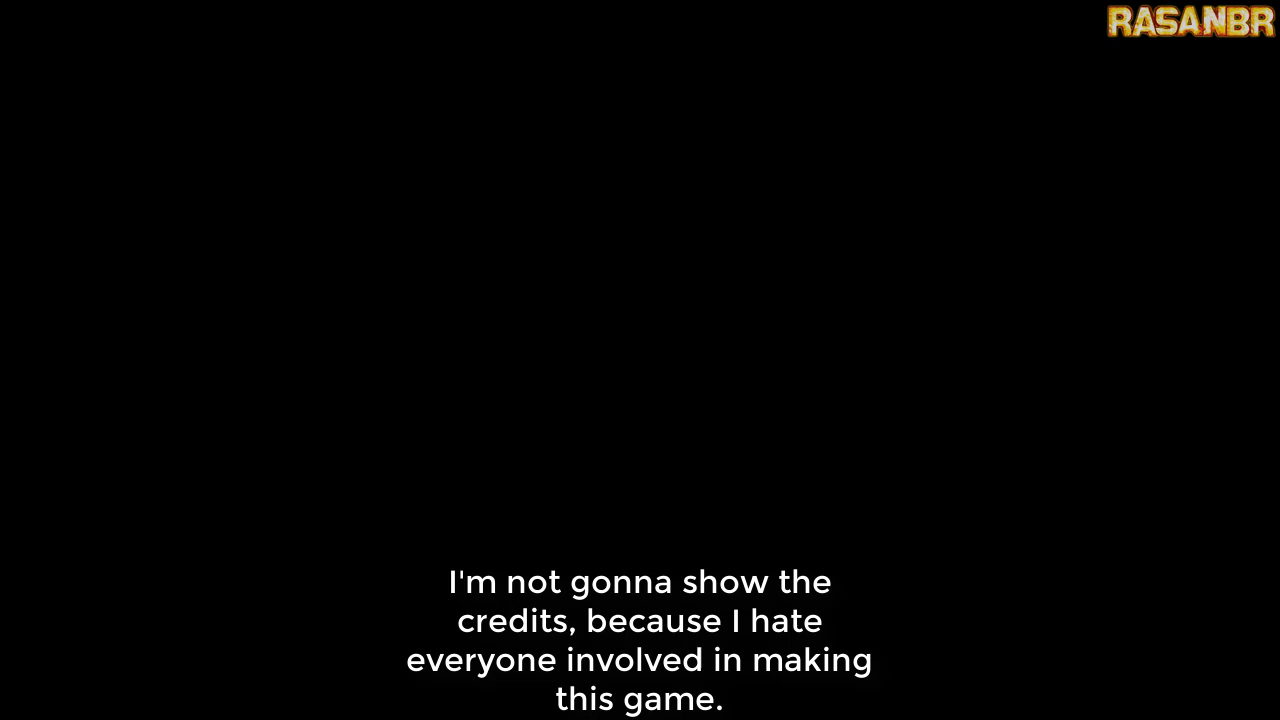 RASANBR
I'm not gonna show the
credits, because I hate
everyone involved in making
this game.